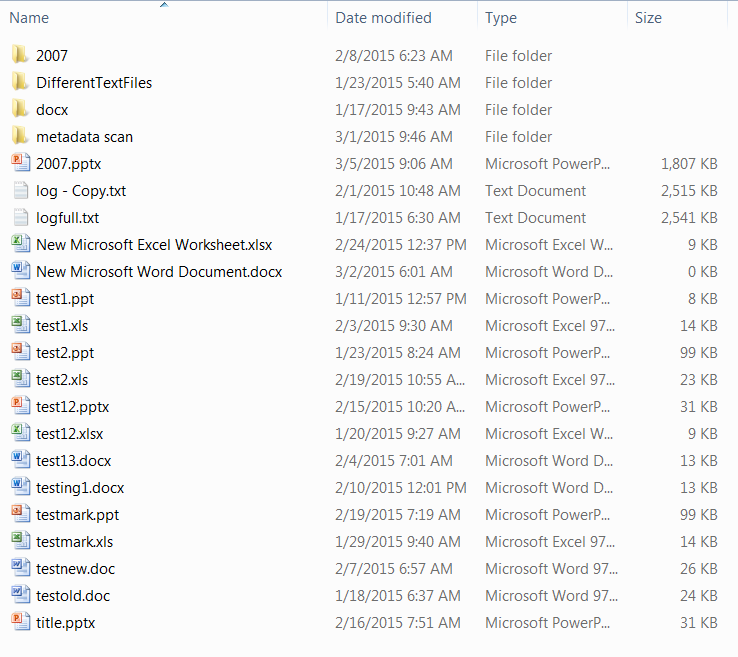 Name Date modified Type Size
2007 2/8/2015 6:23 AM File folder
DifferentTextFiles 1/23/2015 5:40 AM File folder
docx 1/17/2015 9:43 AM File folder
metadata scan 3/1/2015 9:46 AM File folder
2007.pptx 3/5/2015 9:06 AM Microsoft PowerP... 1,807 KB
log - Copy.txt 2/1/2015 10:48 AM Text Document 2,515 KB
logfull.txt 1/17/2015 6:30 AM Text Document 2,541 KB
New Microsoft Excel Worksheet.xlsx 2/24/2015 12:37 PM Microsoft Excel W... 9 KB
New Microsoft Word Document.docx 3/2/2015 6:01 AM Microsoft Word D... 0 KB
test1.ppt 1/11/2015 12:57 PM Microsoft PowerP... 8 KB
test1.xls 2/3/2015 9:30 AM Microsoft Excel 97... 14 KB
test2.ppt 1/23/2015 8:24 AM Microsoft PowerP... 99 KB
test2.xls 2/19/2015 10:55 A... Microsoft Excel 97... 23 KB
test12.pptx 2/15/2015 10:20 A... Microsoft PowerP... 31 KB
test12.xlsx 1/20/2015 9:27 AM Microsoft Excel W... 9 KB
test13.docx 2/4/2015 7:01 AM Microsoft Word D... 13 KB
testing1.docx 2/10/2015 12:01 PM Microsoft Word D... 13 KB
testmark.ppt 2/19/2015 7:19 AM Microsoft PowerP... 99 KB
testmark.xls 1/29/2015 9:40 AM Microsoft Excel 97... 14 KB
testnew.doc 2/7/2015 6:57 AM Microsoft Word 97... 26 KB
testold.doc 1/18/2015 6:37 AM Microsoft Word 97... 24 KB
title.pptx 2/16/2015 7:51 AM Microsoft PowerP... 31 KB